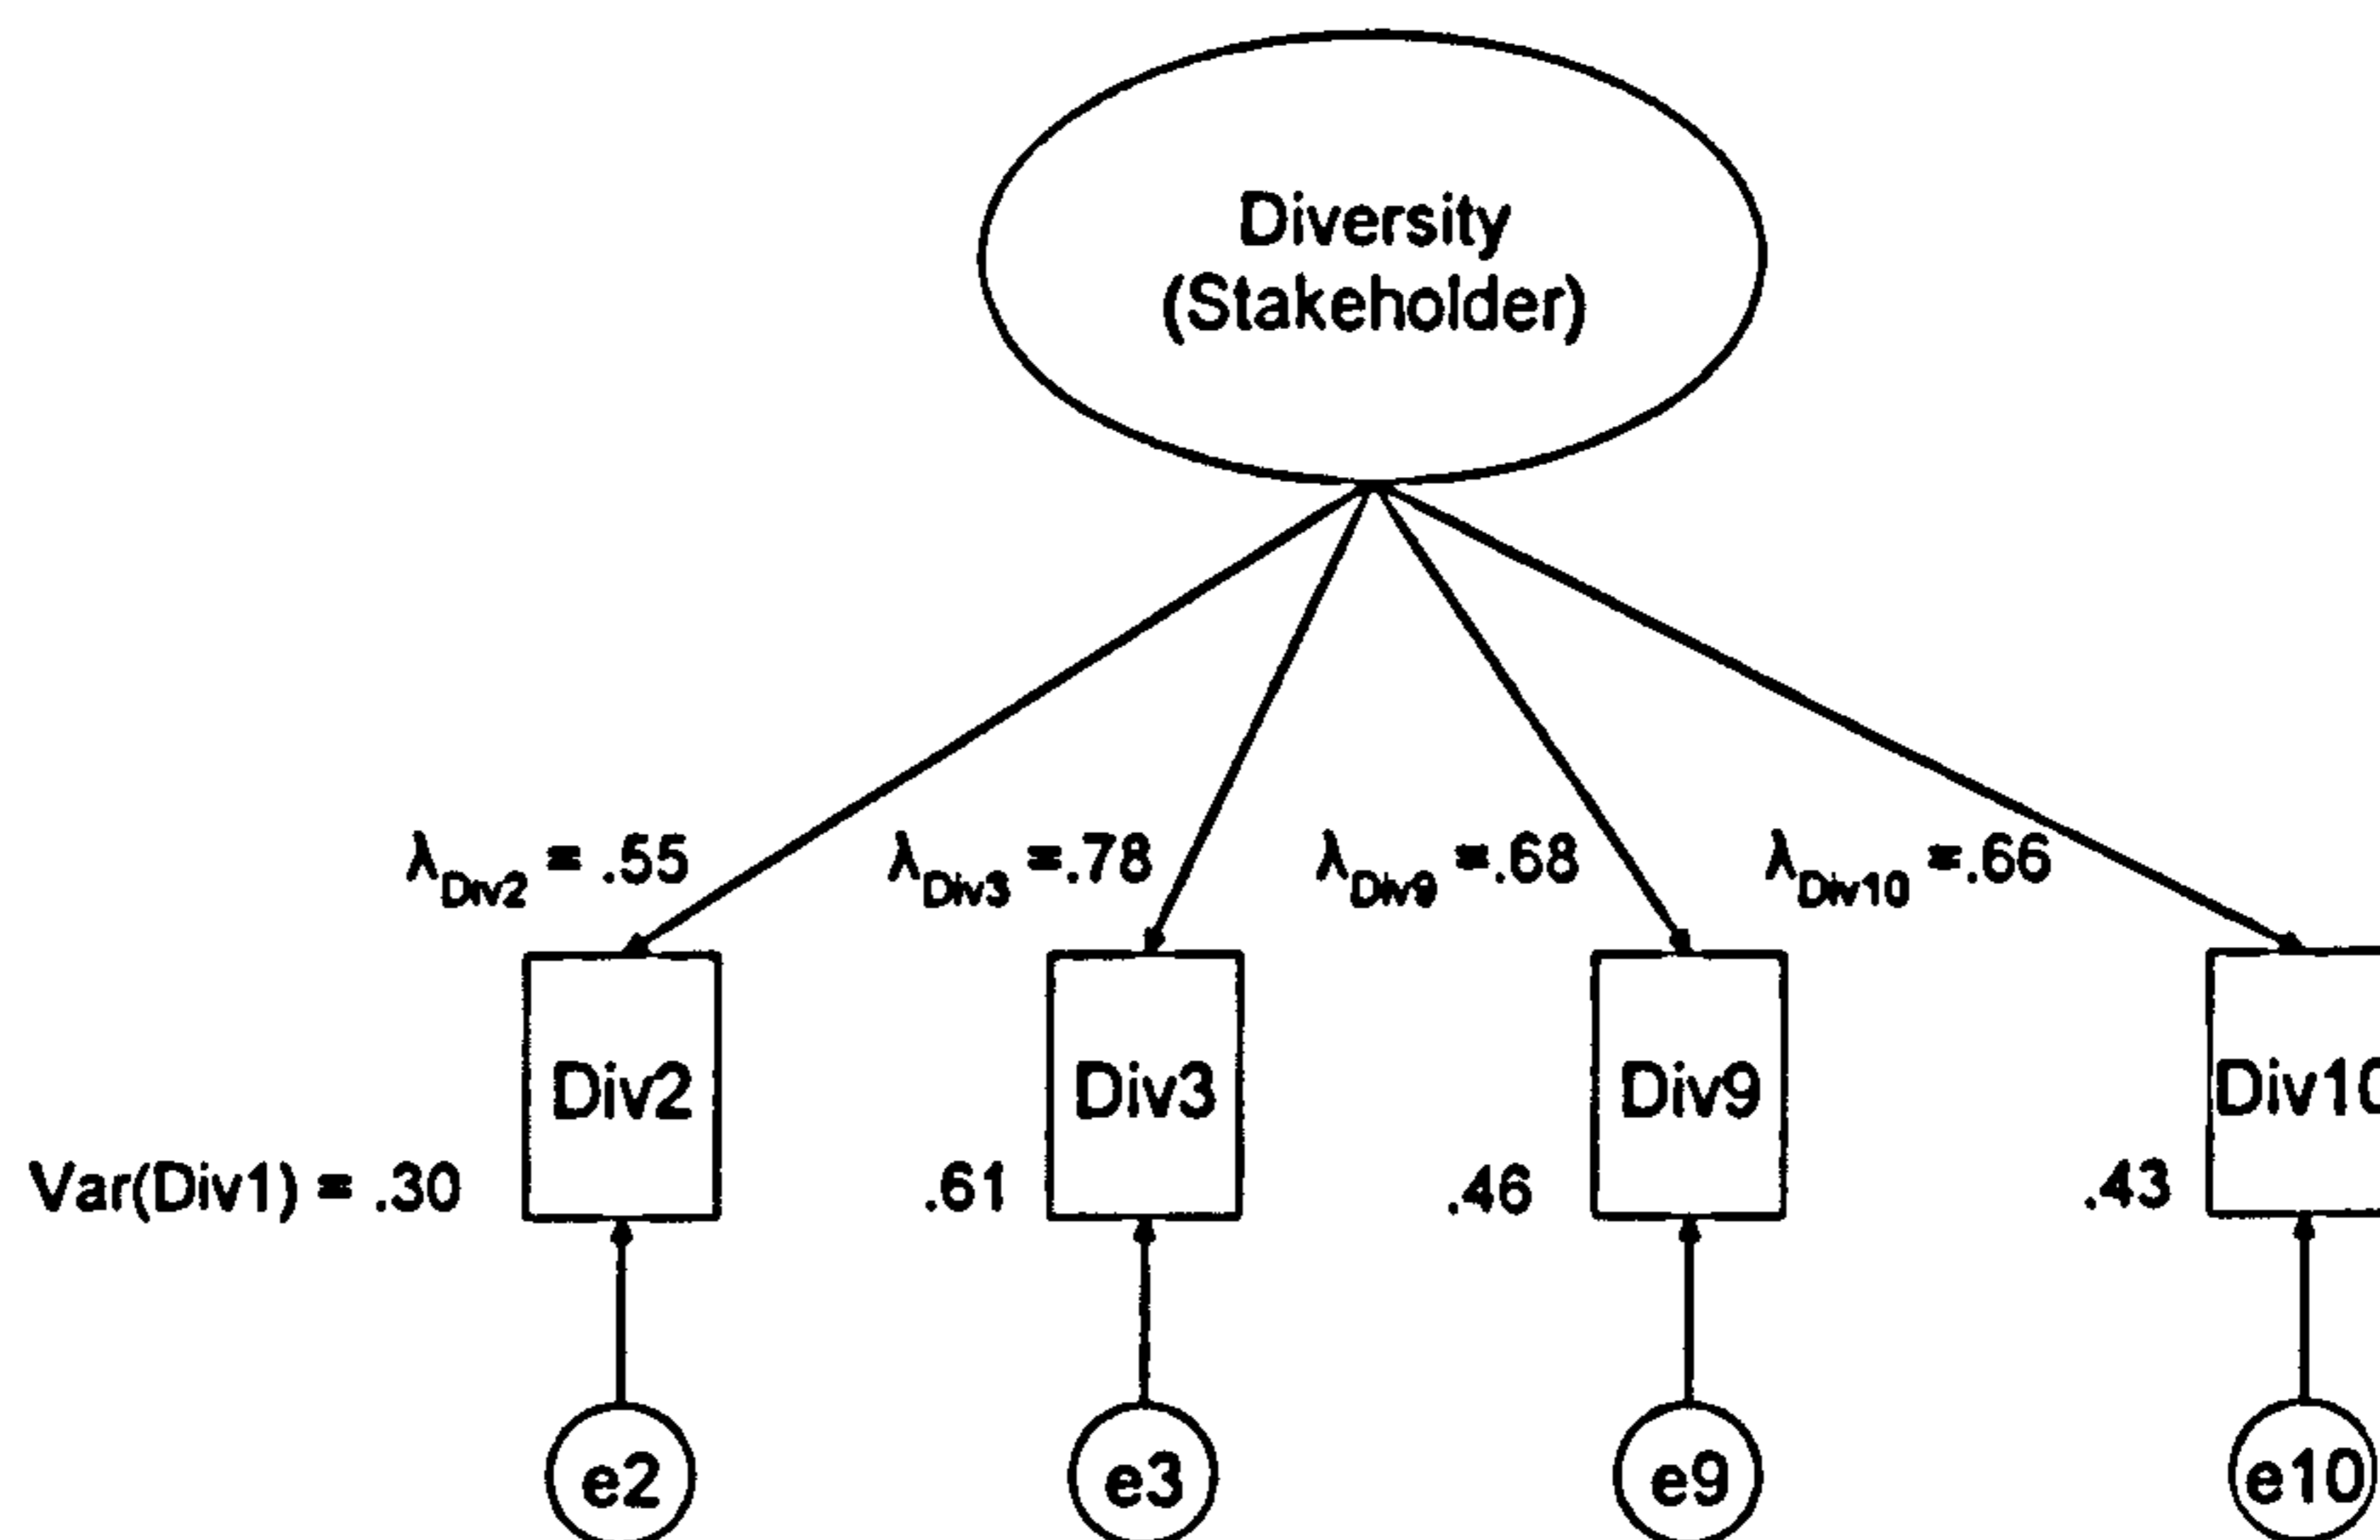 Diversity
(Stakeholder)
λDiv2 = .55
λDiv3 =.78
λDiv9 =.68
λDiv10 =.66
Div2
Div3
Div9
Div10
Var(Div1) = .30
.61
.46
.43
e2
e3
e9
e10